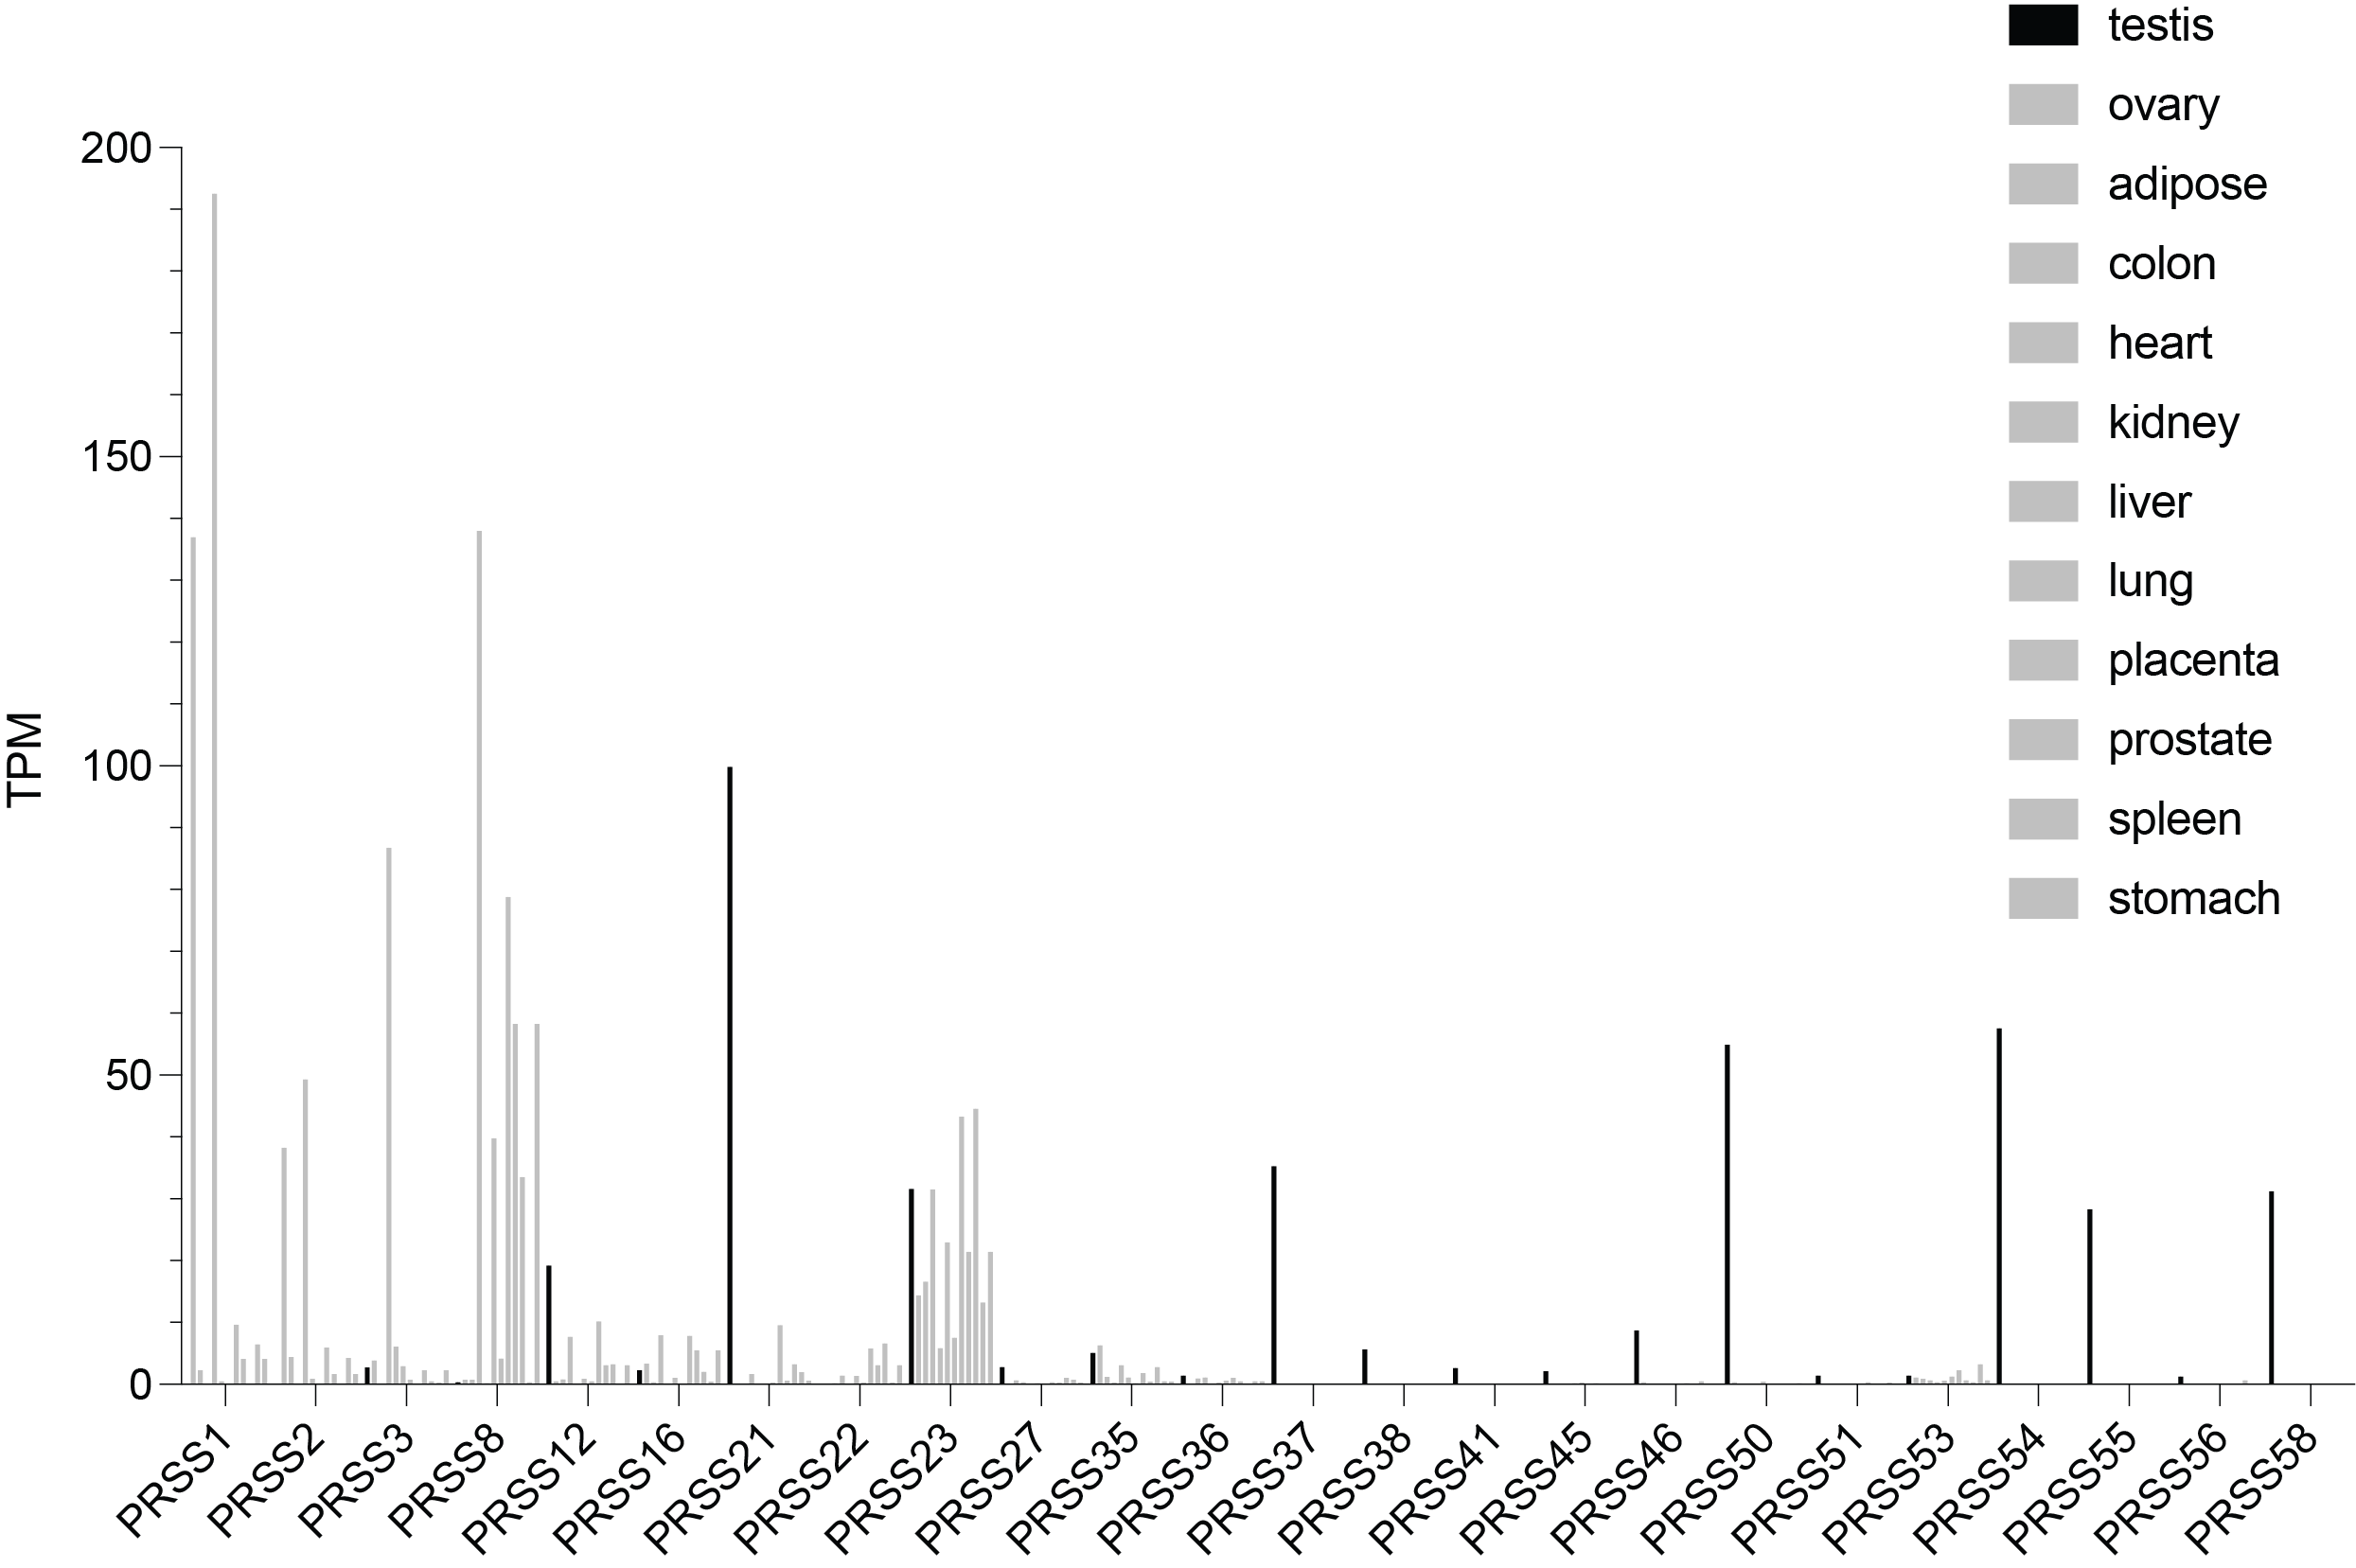 testis
ovary
adipose
colon
heart
kidney
liver
lung
placenta
prostate
spleen
stomach
200
150
100
50
0
TPM
PRSS1
PRSS2
PRSS3
PRSS8
PRSS12
PRSS16
PRSS21
PRSS22
PRSS23
PRSS27
PRSS35
PRSS36
PRSS37
PRSS38
PRSS41
PRSS45
PRSS46
PRSS50
PRSS51
PRSS53
PRSS54
PRSS55
PRSS56
PRSS58